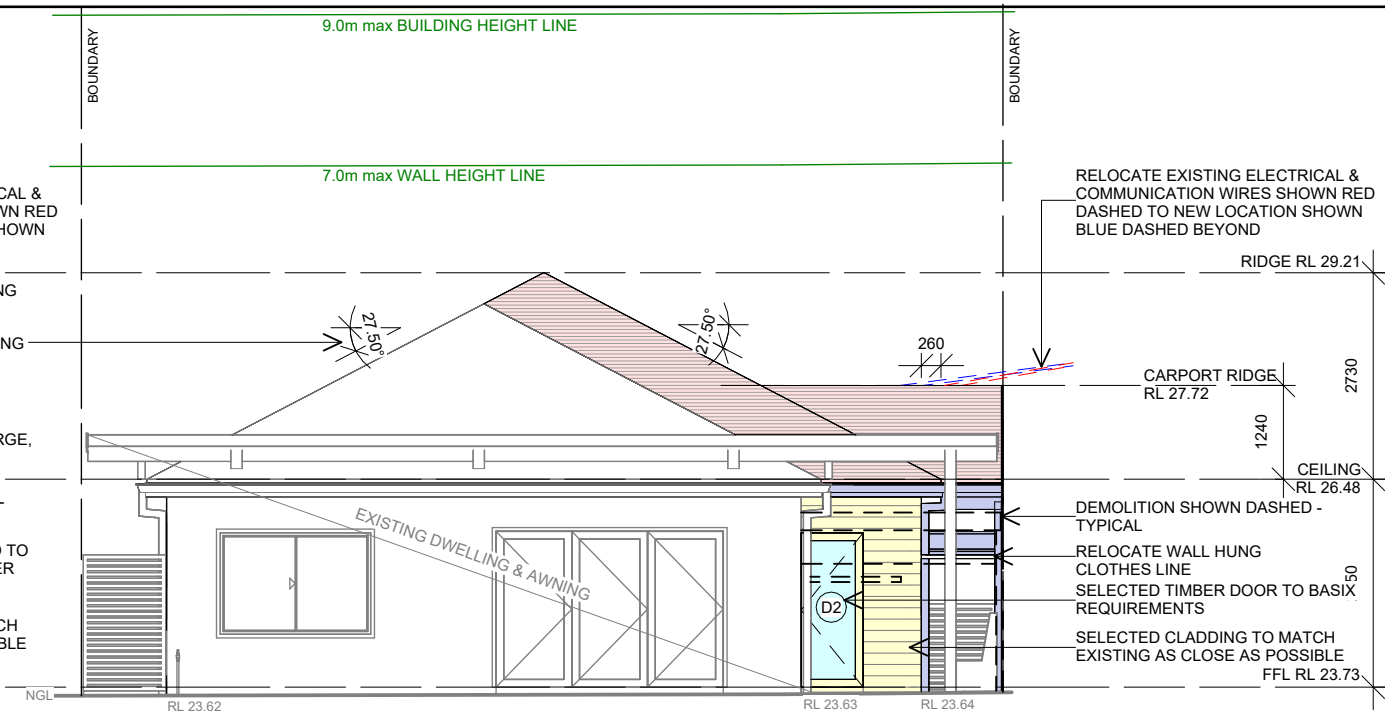 9.0m max BUILDING HEIGHT LINE
BOUNDARY
BOUNDARY
7.0m max WALL HEIGHT LINE
CAL &
WN RED
HOWN
RELOCATE EXISTING ELECTRICAL &
COMMUNICATION WIRES SHOWN RED
DASHED TO NEW LOCATION SHOWN
BLUE DASHED BEYOND
RIDGE RL 29.21
NG
NG
27.50°
27.50°
260
CARPORT RIDGE
RL 27.72
2730
1240
RGE,
CEILING
RL 26.48
DEMOLITION SHOWN DASHED -
TYPICAL
EXISTING DWELLING & AWNING
TO
ER
RELOCATE WALL HUNG
CLOTHES LINE
50
SELECTED TIMBER DOOR TO BASIX
REQUIREMENTS
D2
CH
BLE
SELECTED CLADDING TO MATCH
EXISTING AS CLOSE AS POSSIBLE
FFL RL 23.73
NGL
RL 23.62
RL 23.63
RL 23.64